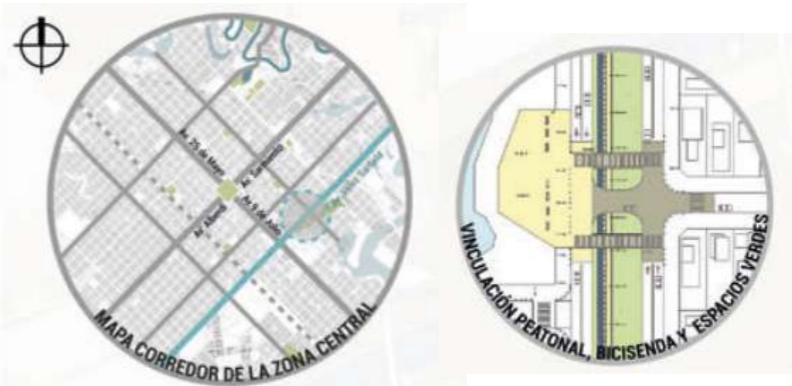 Av. 25 de Mayo
Av. Sarmiento
Av. Alberdi
Av. 9 de Julio
MAPA CORREDOR DE LA ZONA CENTRAL
VINCULACIÓN PEATONAL, BICISENDA Y ESPACIOS VERDES